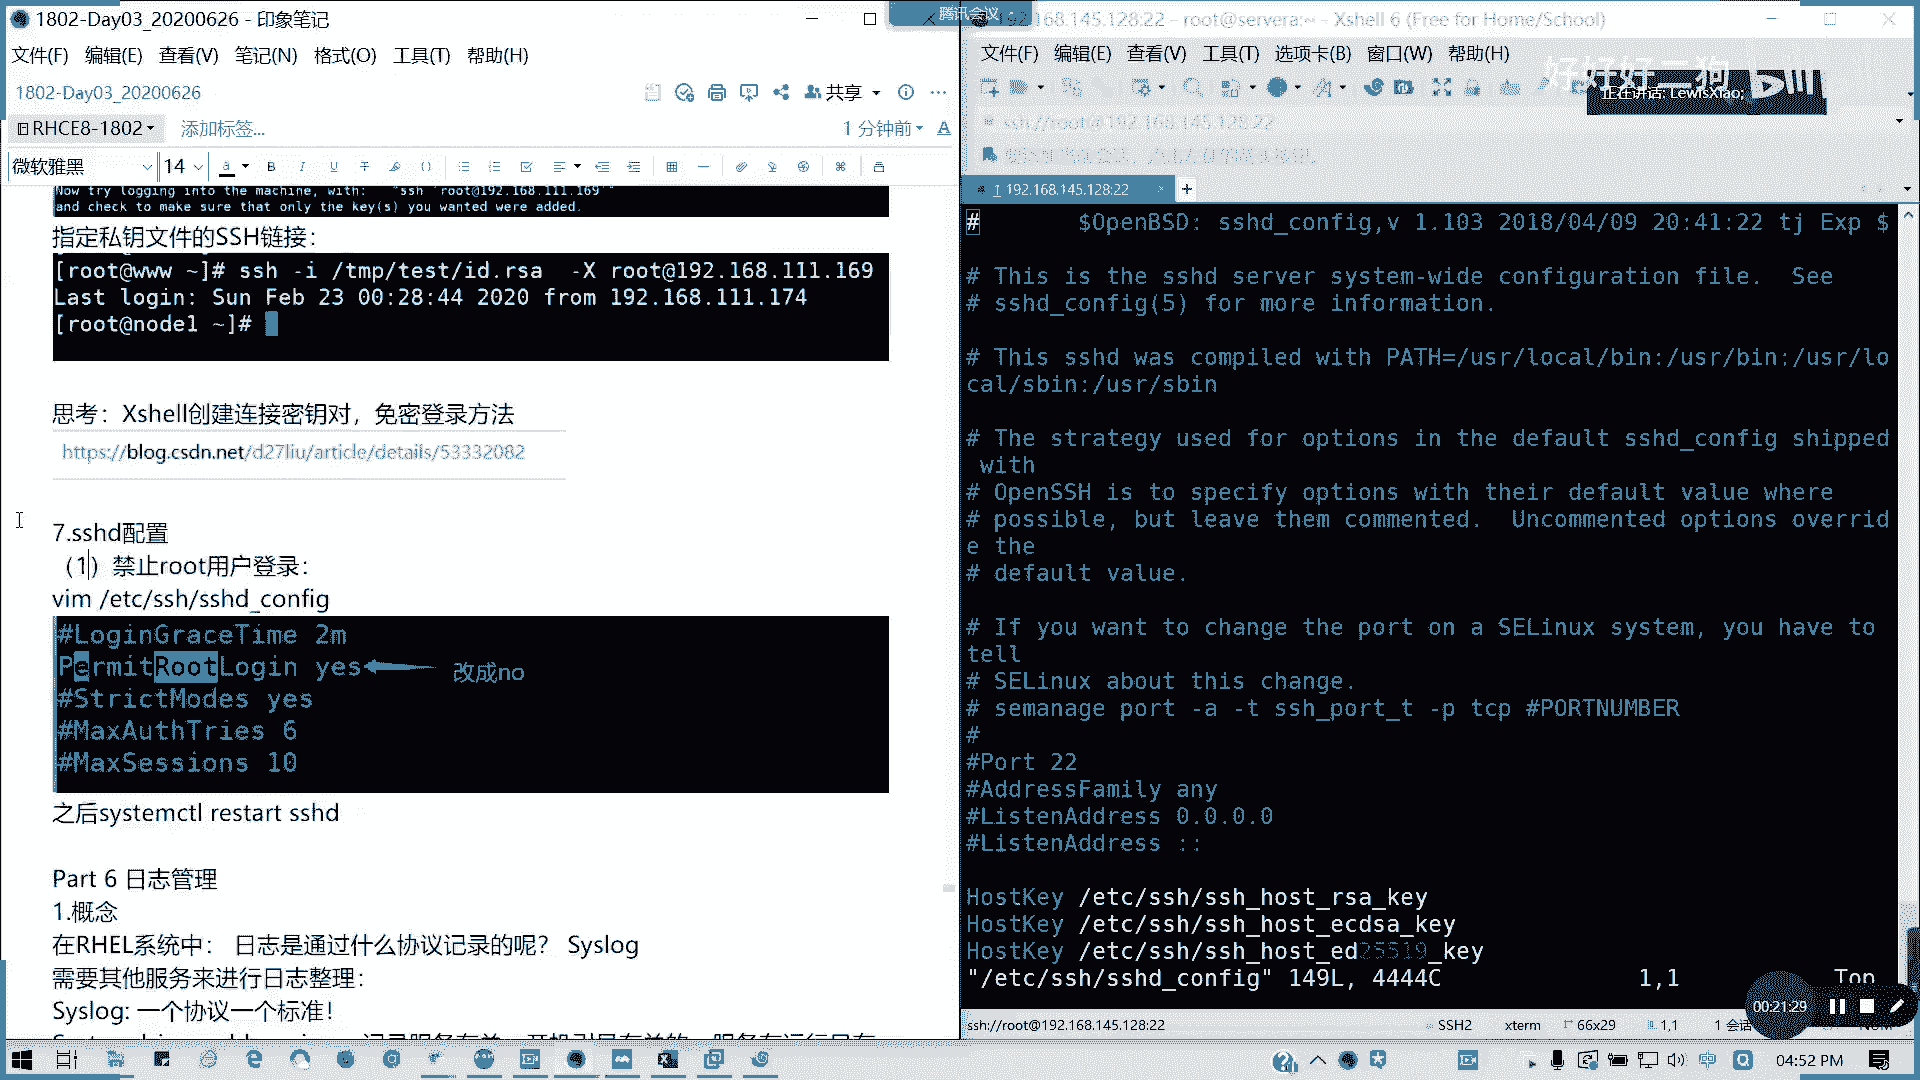 1802-Day03_20200626 - 印象笔记
文件(F) 编辑(E) 查看(V) 笔记(N) 格式(O) 工具(T) 帮助(H)
1802-Day03_20200626
共享
RHCE8-1802
添加标签...
1 分钟前
微软雅黑
14
Now try logging into the machine, with: "ssh 'root@192.168.111.169'"
and check to make sure that only the key(s) you wanted were added.
指定私钥文件的SSH链接：
[root@www ~]# ssh -i /tmp/test/id.rsa  -X root@192.168.111.169
Last login: Sun Feb 23 00:28:44 2020 from 192.168.111.174
[root@node1 ~]#
思考：Xshell创建连接密钥对，免密登录方法
https://blog.csdn.net/d27liu/article/details/53332082
7.sshd配置
（1）禁止root用户登录：
vim /etc/ssh/sshd_config
#LoginGraceTime 2m
PermitRootLogin yes
改成no
#StrictModes yes
#MaxAuthTries 6
#MaxSessions 10
之后systemctl restart sshd
Part 6 日志管理
1.概念
在RHEL系统中： 日志是通过什么协议记录的呢？ Syslog
需要其他服务来进行日志整理：
Syslog: 一个协议一个标准！
腾讯会议
192.168.145.128:22 - root@servera:~ - Xshell 6 (Free for Home/School)
文件(F) 编辑(E) 查看(V) 工具(T) 选项卡(B) 窗口(W) 帮助(H)
好好好二狗
正在讲话: LewisXiao;
ssh://root@192.168.145.128:22
1 192.168.145.128:22
#       $OpenBSD: sshd_config,v 1.103 2018/04/09 20:41:22 tj Exp $
# This is the sshd server system-wide configuration file.  See
# sshd_config(5) for more information.
# This sshd was compiled with PATH=/usr/local/bin:/usr/bin:/usr/lo
cal/sbin:/usr/sbin
# The strategy used for options in the default sshd_config shipped
 with
# OpenSSH is to specify options with their default value where
# possible, but leave them commented.  Uncommented options overrid
e the
# default value.
# If you want to change the port on a SELinux system, you have to
tell
# SELinux about this change.
# semanage port -a -t ssh_port_t -p tcp #PORTNUMBER
#
#Port 22
#AddressFamily any
#ListenAddress 0.0.0.0
#ListenAddress ::
HostKey /etc/ssh/ssh_host_rsa_key
HostKey /etc/ssh/ssh_host_ecdsa_key
HostKey /etc/ssh/ssh_host_ed25519_key
"/etc/ssh/sshd_config" 149L, 4444C 1,1 Top
00:21:29
ssh://root@192.168.145.128:22 SSH2 xterm 66x29 1,1 1 会话
04:52 PM